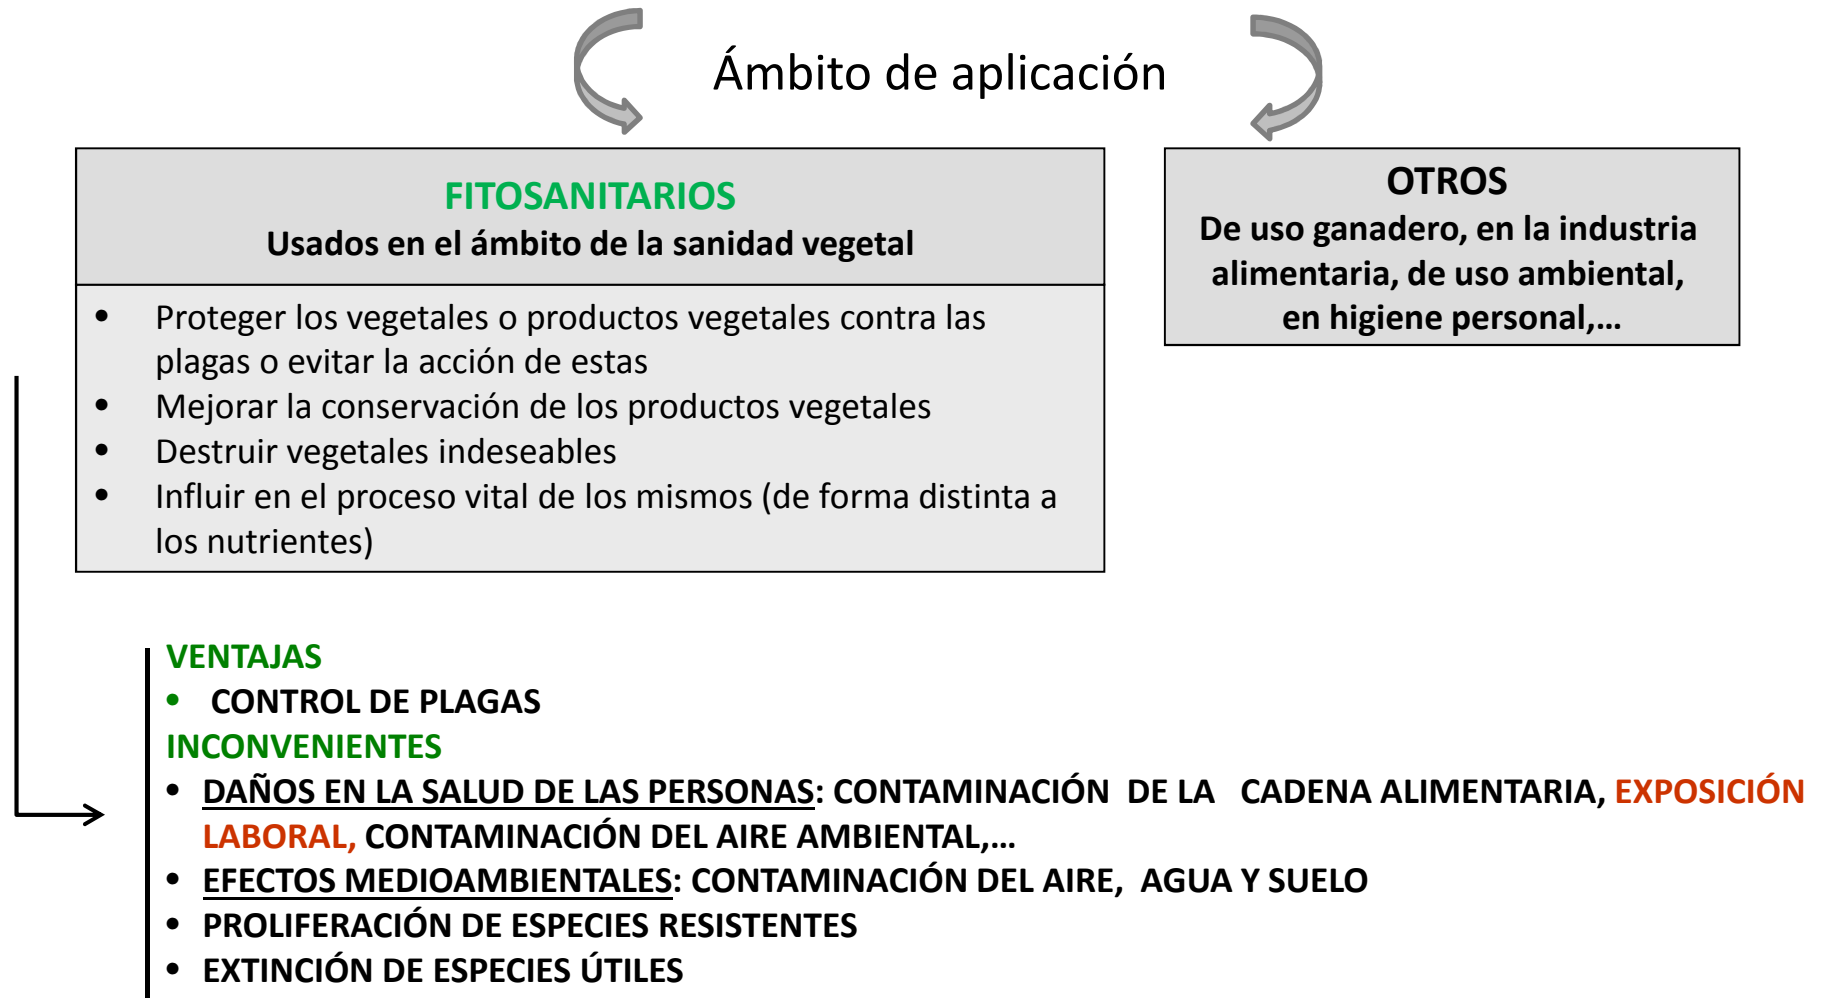 Ámbito de aplicación
FITOSANITARIOS
Usados en el ámbito de la sanidad vegetal
• Proteger los vegetales o productos vegetales contra las
plagas o evitar la acción de estas
• Mejorar la conservación de los productos vegetales
• Destruir vegetales indeseables
• Influir en el proceso vital de los mismos (de forma distinta a
los nutrientes)
OTROS
De uso ganadero, en la industria
alimentaria, de uso ambiental,
en higiene personal,...
VENTAJAS
• CONTROL DE PLAGAS
INCONVENIENTES
• DAÑOS EN LA SALUD DE LAS PERSONAS: CONTAMINACIÓN DE LA CADENA ALIMENTARIA, EXPOSICIÓN
LABORAL, CONTAMINACIÓN DEL AIRE AMBIENTAL,...
• EFECTOS MEDIOAMBIENTALES: CONTAMINACIÓN DEL AIRE, AGUA Y SUELO
• PROLIFERACIÓN DE ESPECIES RESISTENTES
• EXTINCIÓN DE ESPECIES ÚTILES